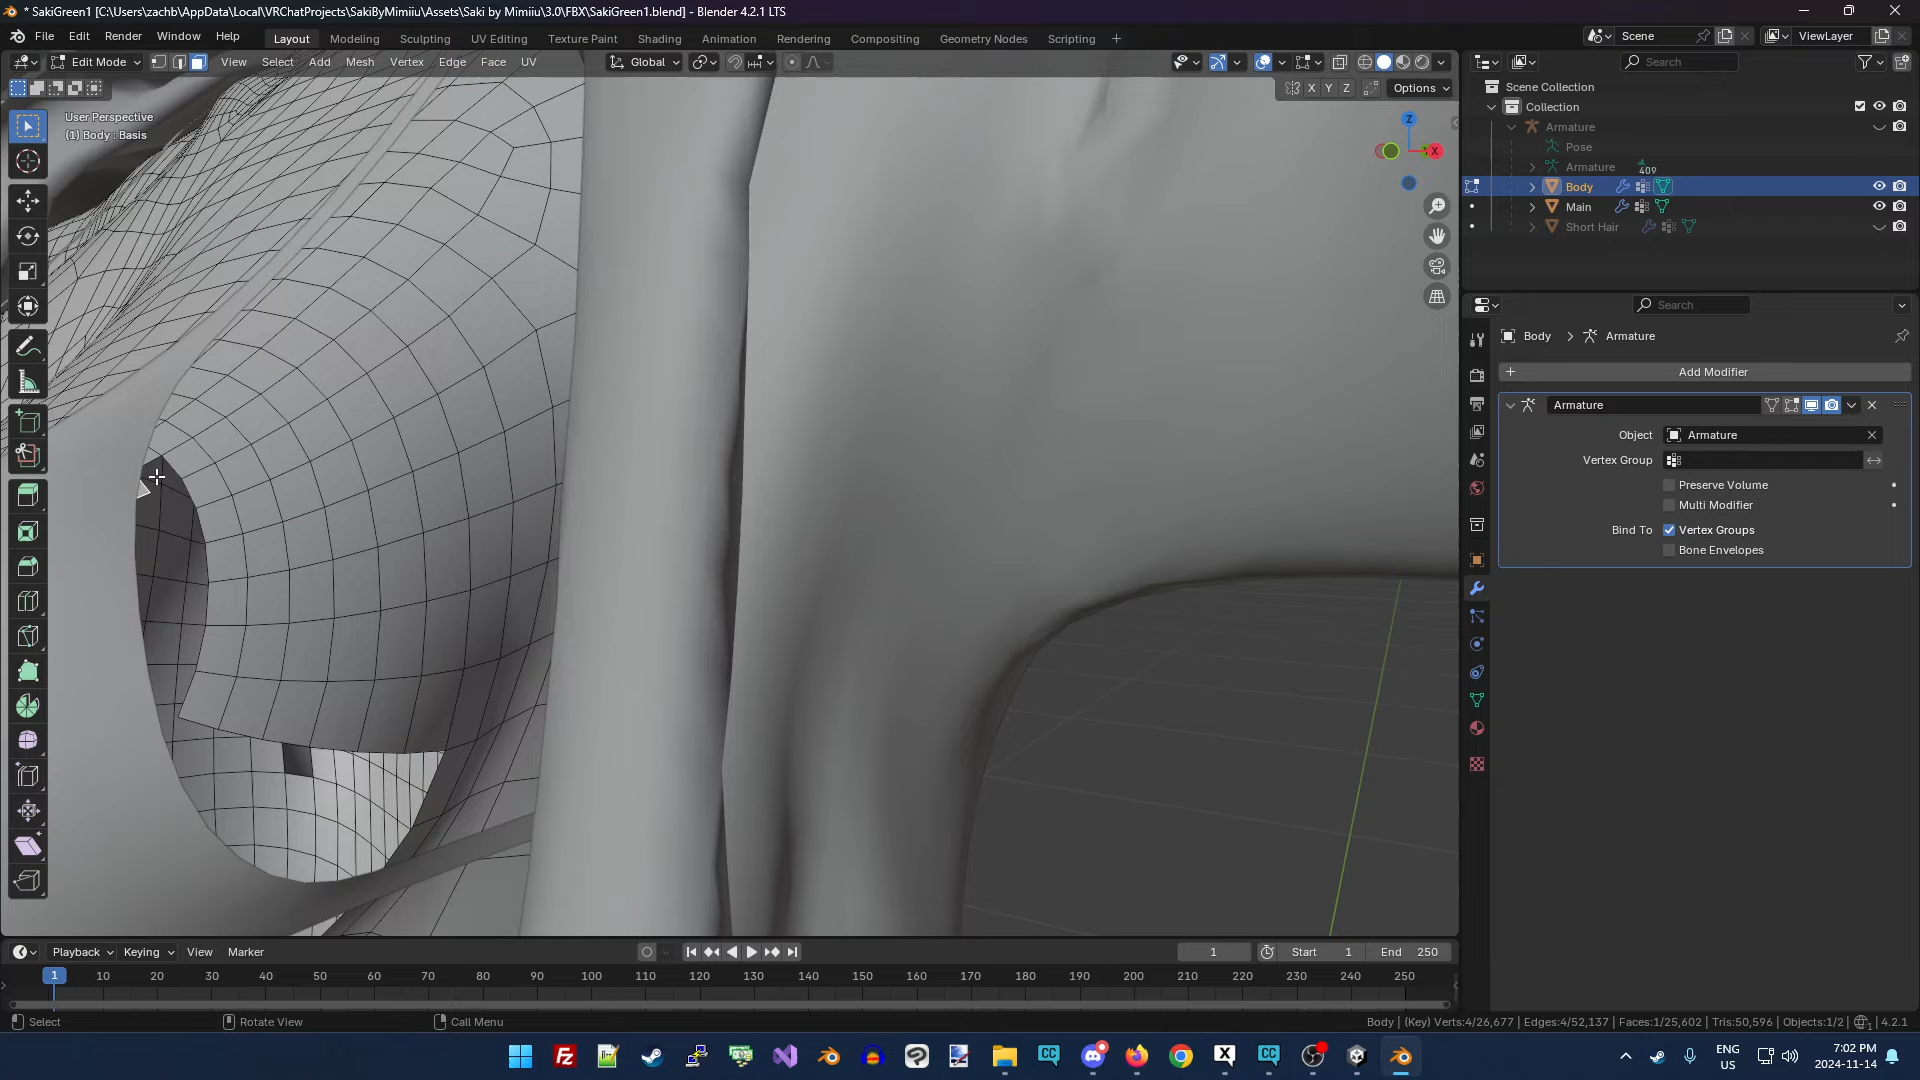 * SakiGreen1 [C:\Users\zachb\AppData\Local\VRChatProjects\SakiByMimiiu\Assets\Saki by Mimiiu\3.0\FBX\SakiGreen1.blend] - Blender 4.2.1 LTS
File Edit Render Window Help Layout Modeling Sculpting UV Editing Texture Paint Shading Animation Rendering Compositing Geometry Nodes Scripting + Scene ViewLayer
Edit Mode View Select Add Mesh Vertex Edge Face UV Global Search
X Y Z Options
User Perspective
(1) Body : Basis
Z
X
Scene Collection
Collection
Armature
Pose
Armature 409
Body
Main
Short Hair
Search
Body > Armature
+ Add Modifier
Armature
Object Armature
Vertex Group
Preserve Volume
Multi Modifier
Bind To Vertex Groups
Bone Envelopes
Playback Keying View Marker 1 Start 1 End 250
1 10 20 30 40 50 60 70 80 90 100 110 120 130 140 150 160 170 180 190 200 210 220 230 240 250
Select Rotate View Call Menu Body | (Key) Verts:4/26,677 | Edges:4/52,137 | Faces:1/25,602 | Tris:50,596 | Objects:1/2 | 1 | 4.2.1
CC X CC ENG US 7:02 PM
2024-11-14